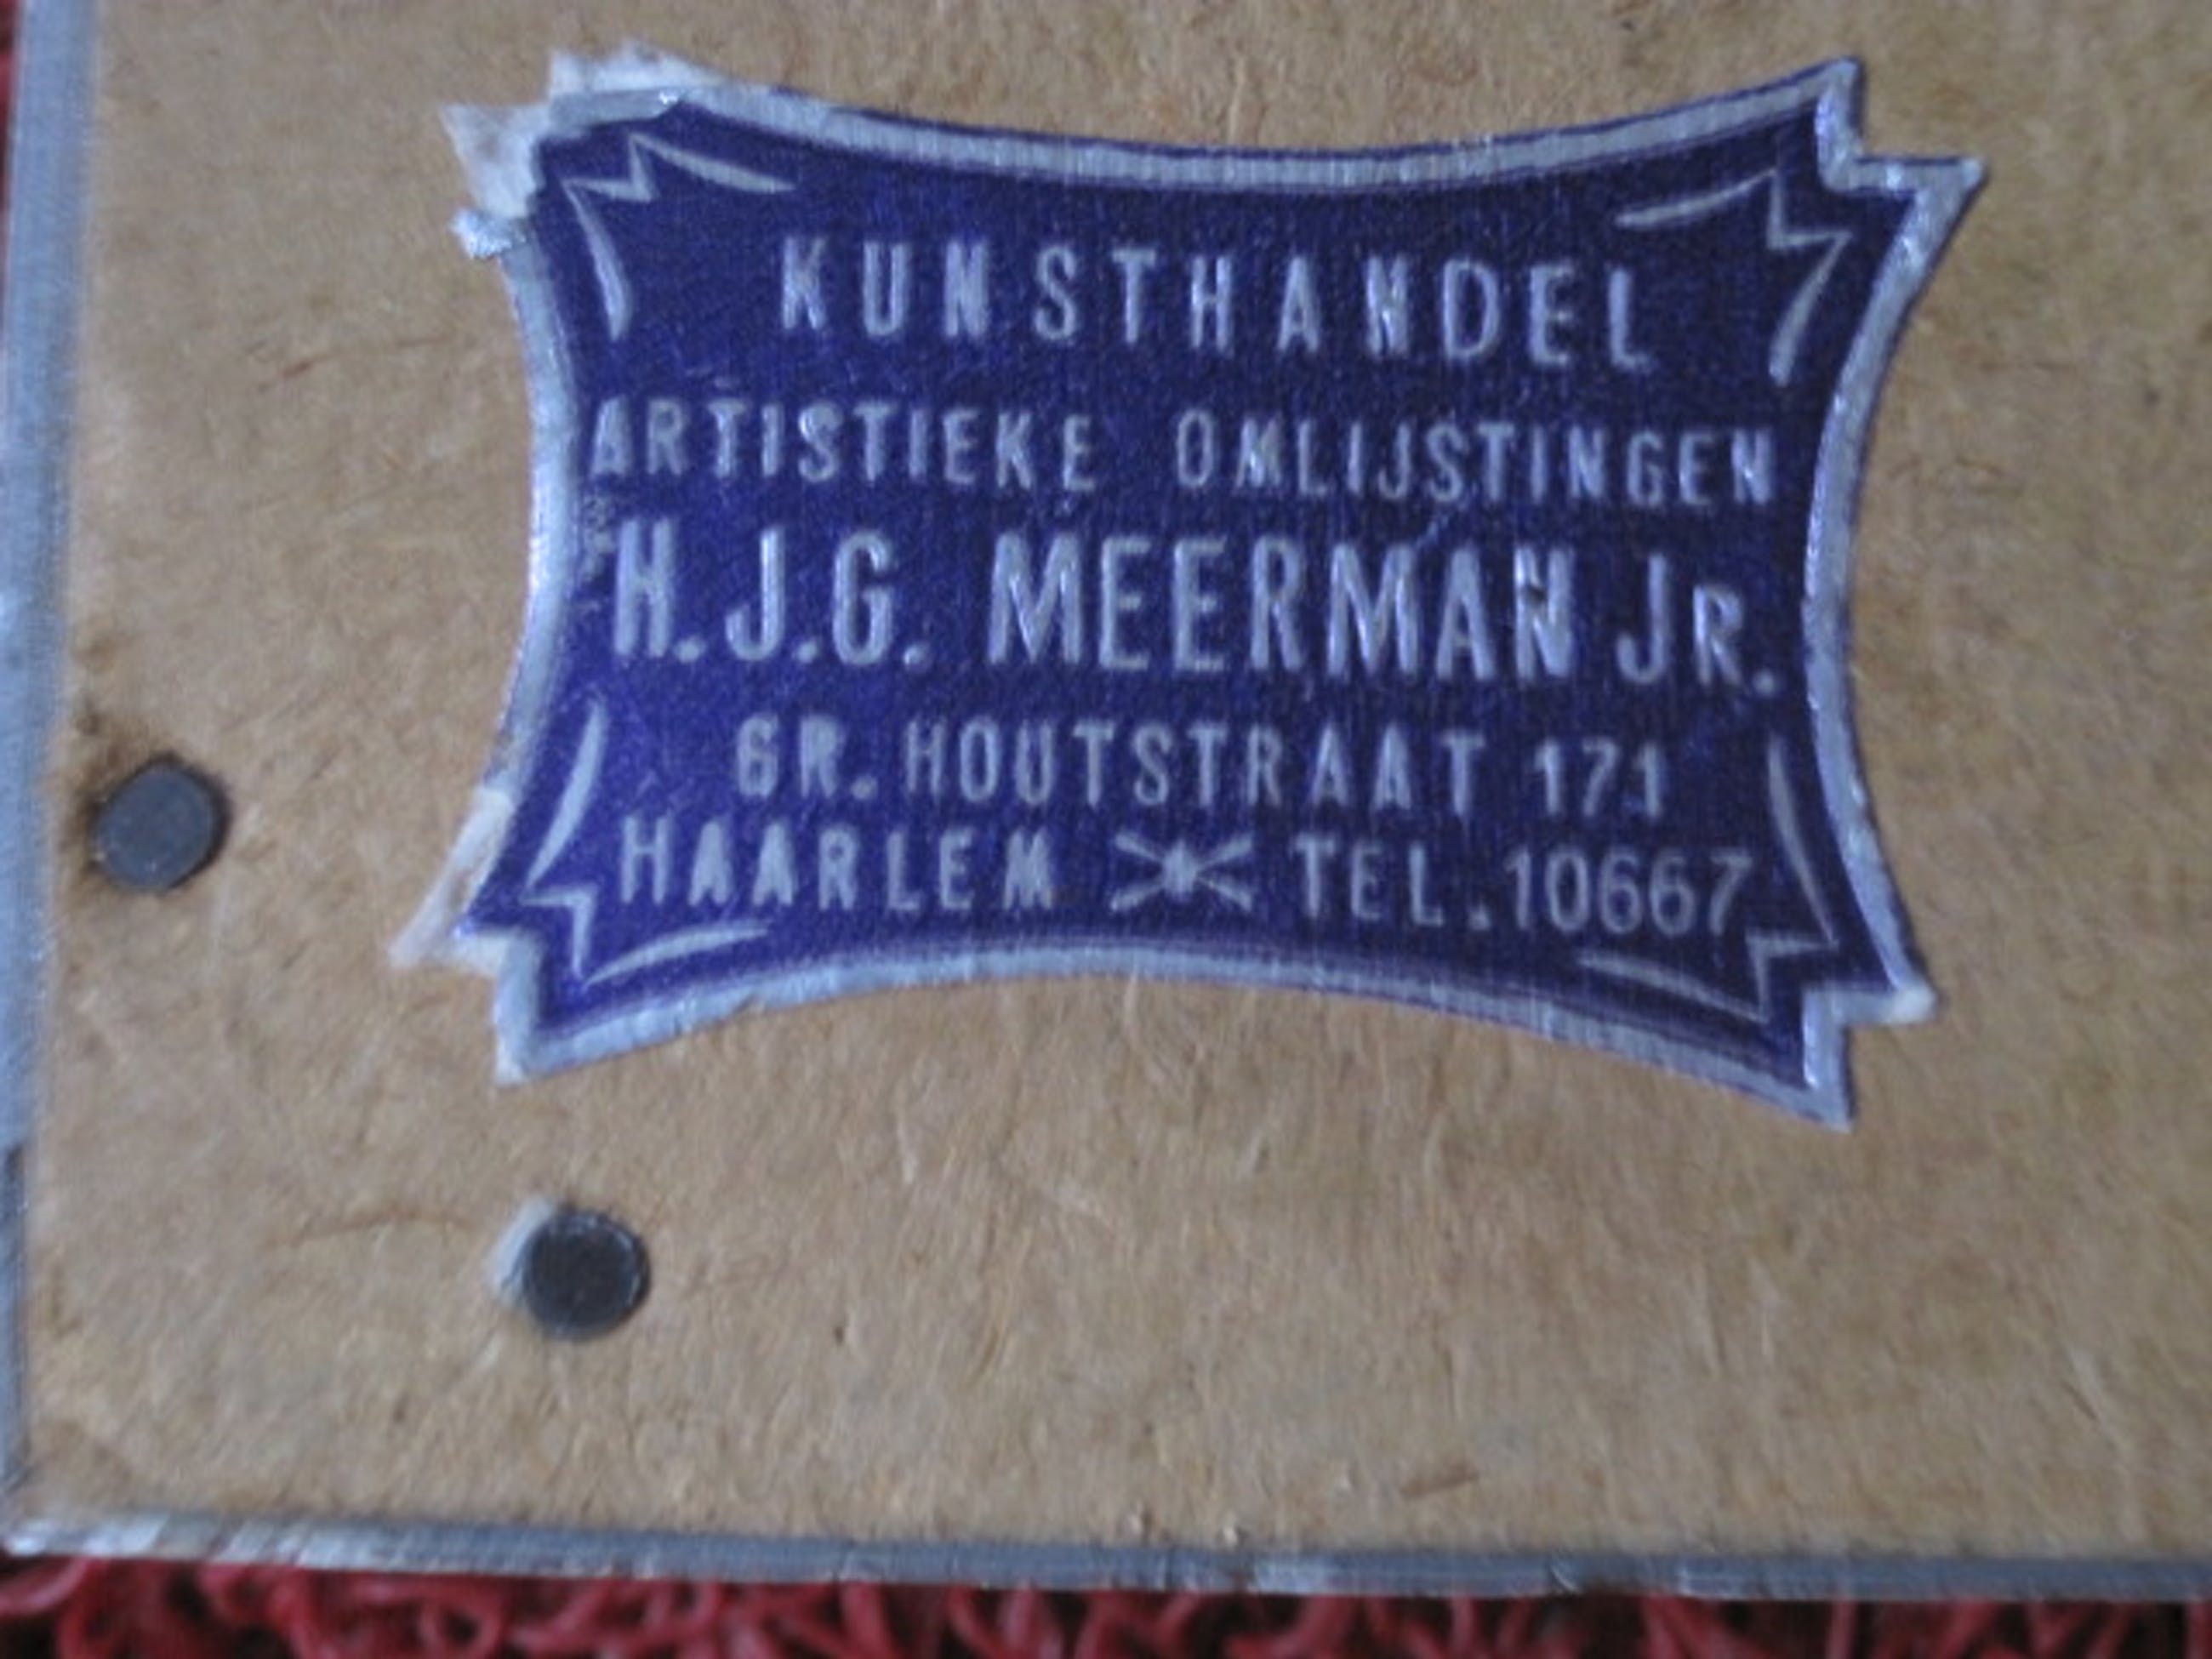 KUNSTHANDEL
ARTISTIEKE OMLIJSTINGEN
H.J.G. MEERMAN JR.
GR. HOUTSTRAAT 171
HAARLEM TEL. 10667